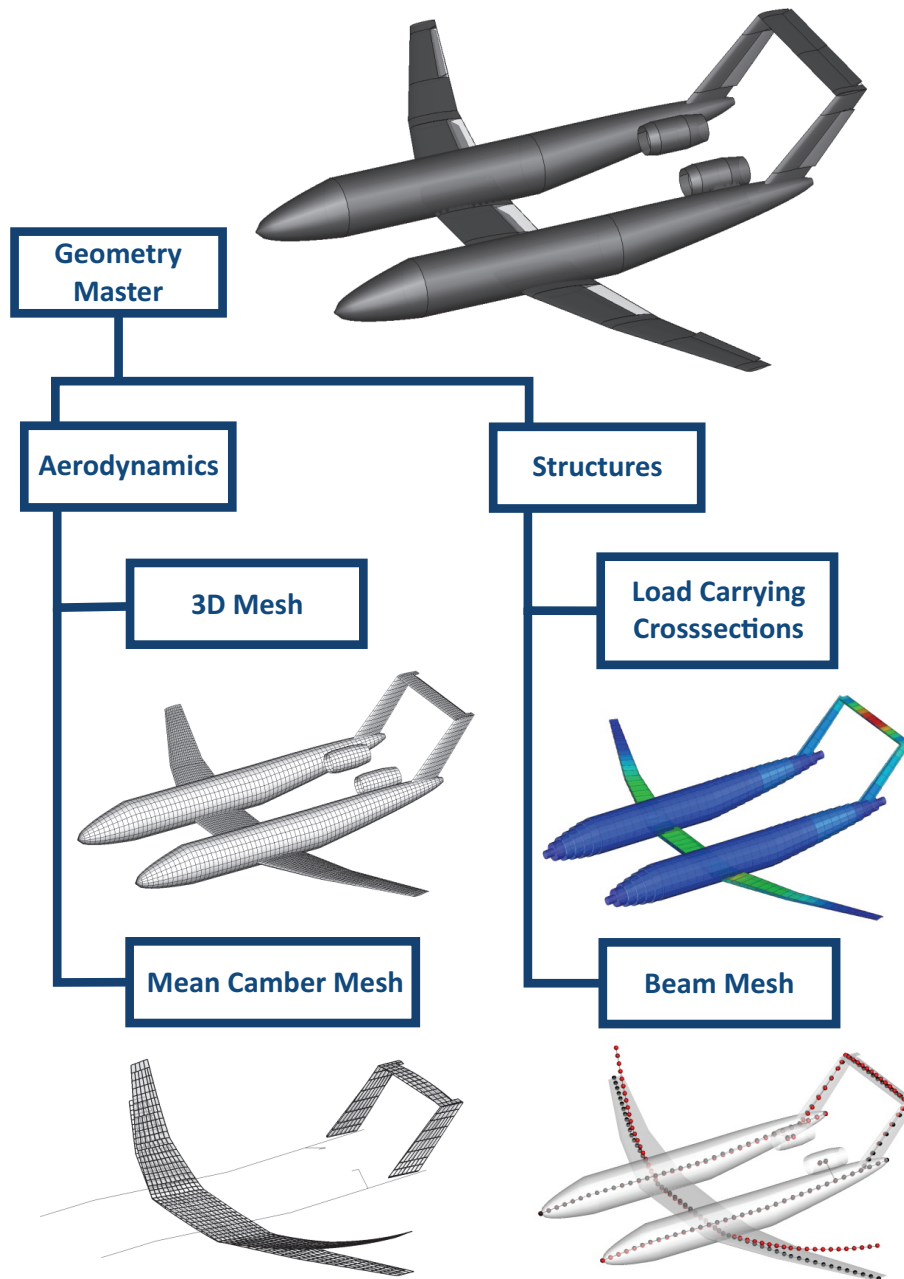 Geometry
Master
Aerodynamics
Structures
3D Mesh
Load Carrying
Crosssections
Mean Camber Mesh
Beam Mesh